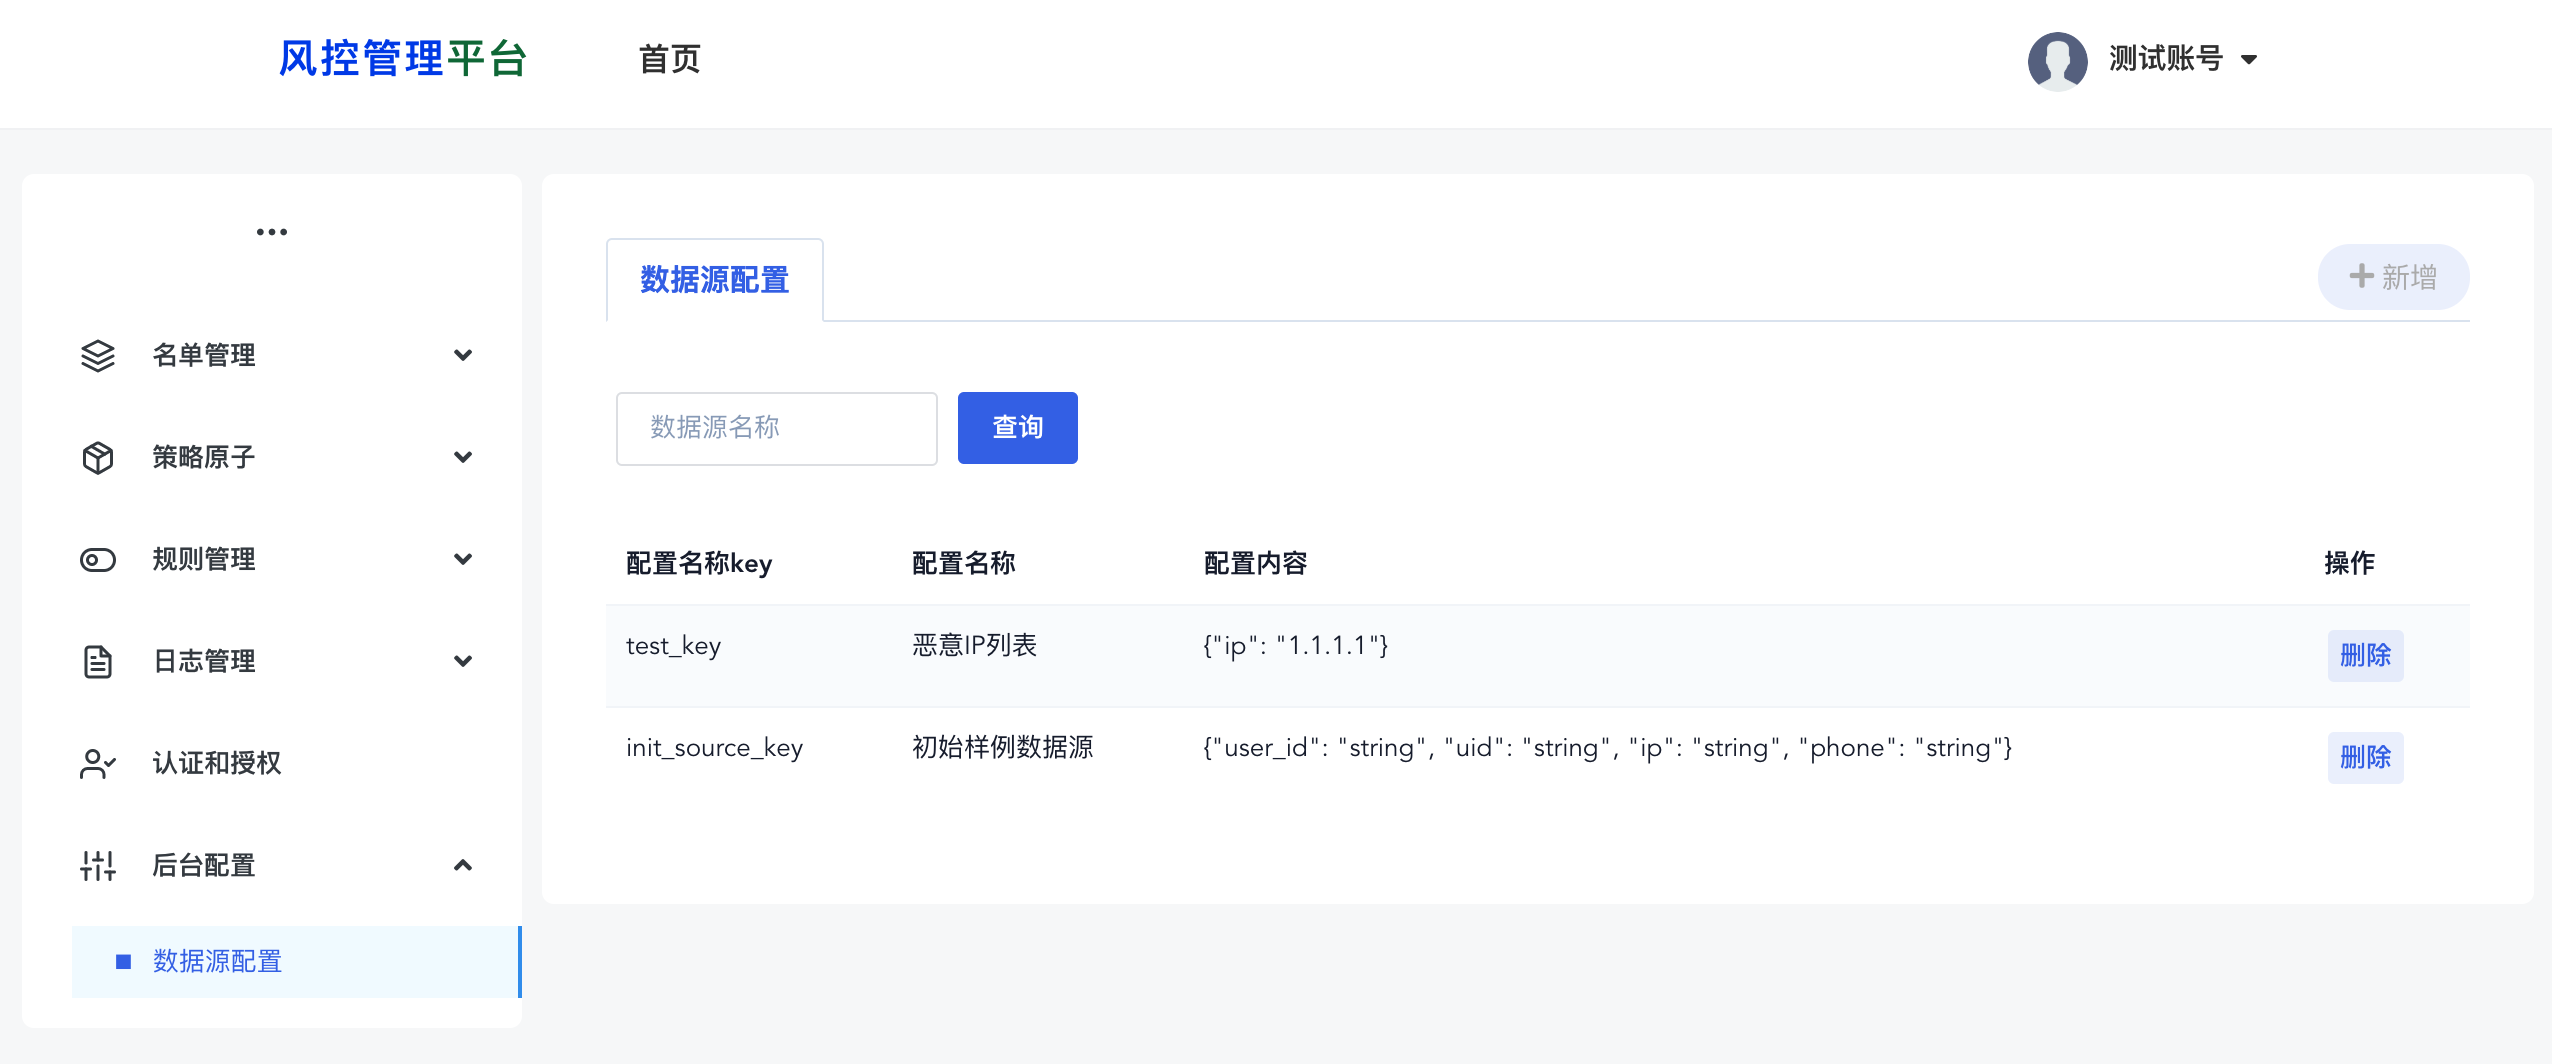 风控管理平台 首页 测试账号
...
名单管理
策略原子
规则管理
日志管理
认证和授权
后台配置
数据源配置
数据源配置 新增
数据源名称 查询
配置名称key 配置名称 配置内容 操作
test_key 恶意IP列表 {"ip": "1.1.1.1"} 删除
init_source_key 初始样例数据源 {"user_id": "string", "uid": "string", "ip": "string", "phone": "string"} 删除